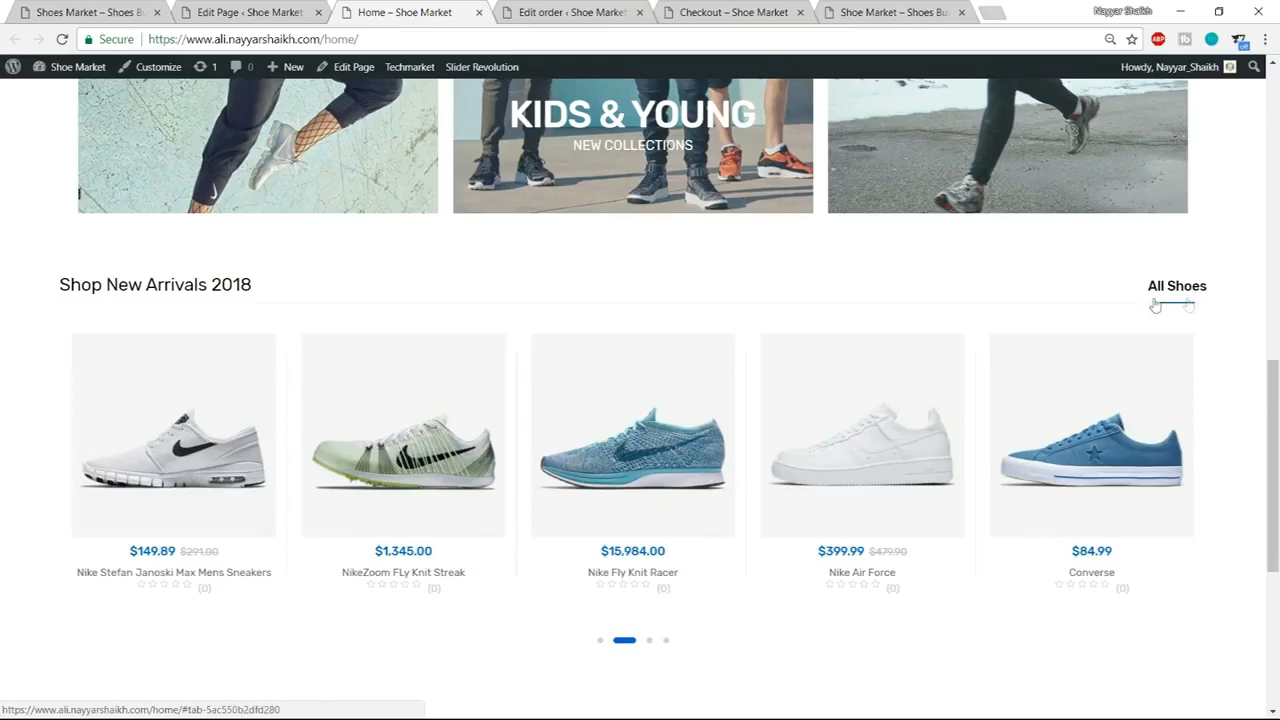 Shoes Market – Shoes Bu
Edit Page ‹ Shoe Market
Home – Shoe Market
Edit order ‹ Shoe Market
Checkout – Shoe Market
Shoe Market – Shoes Bu
Nayyar Shaikh
Secure
https://www.ali.nayyarshaikh.com/home/
ABP
off
Shoe Market
Customize
1
0
New
Edit Page
Techmarket
Slider Revolution
Howdy, Nayyar_Shaikh
KIDS & YOUNG
NEW COLLECTIONS
Shop New Arrivals 2018
All Shoes
$149.89 $291.00
Nike Stefan Janoski Max Mens Sneakers
(0)
$1,345.00
NikeZoom FLy Knit Streak
(0)
$15,984.00
Nike Fly Knit Racer
(0)
$399.99 $479.90
Nike Air Force
(0)
$84.99
Converse
(0)
https://www.ali.nayyarshaikh.com/home/#tab-5ac550b2dfd280